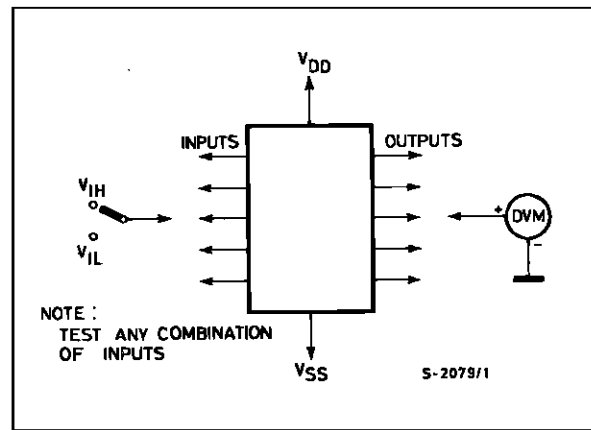 VDD
INPUTS
OUTPUTS
VIH
VIL
+
DVM
−
NOTE :
TEST ANY COMBINATION
OF INPUTS
VSS
S-2079/1